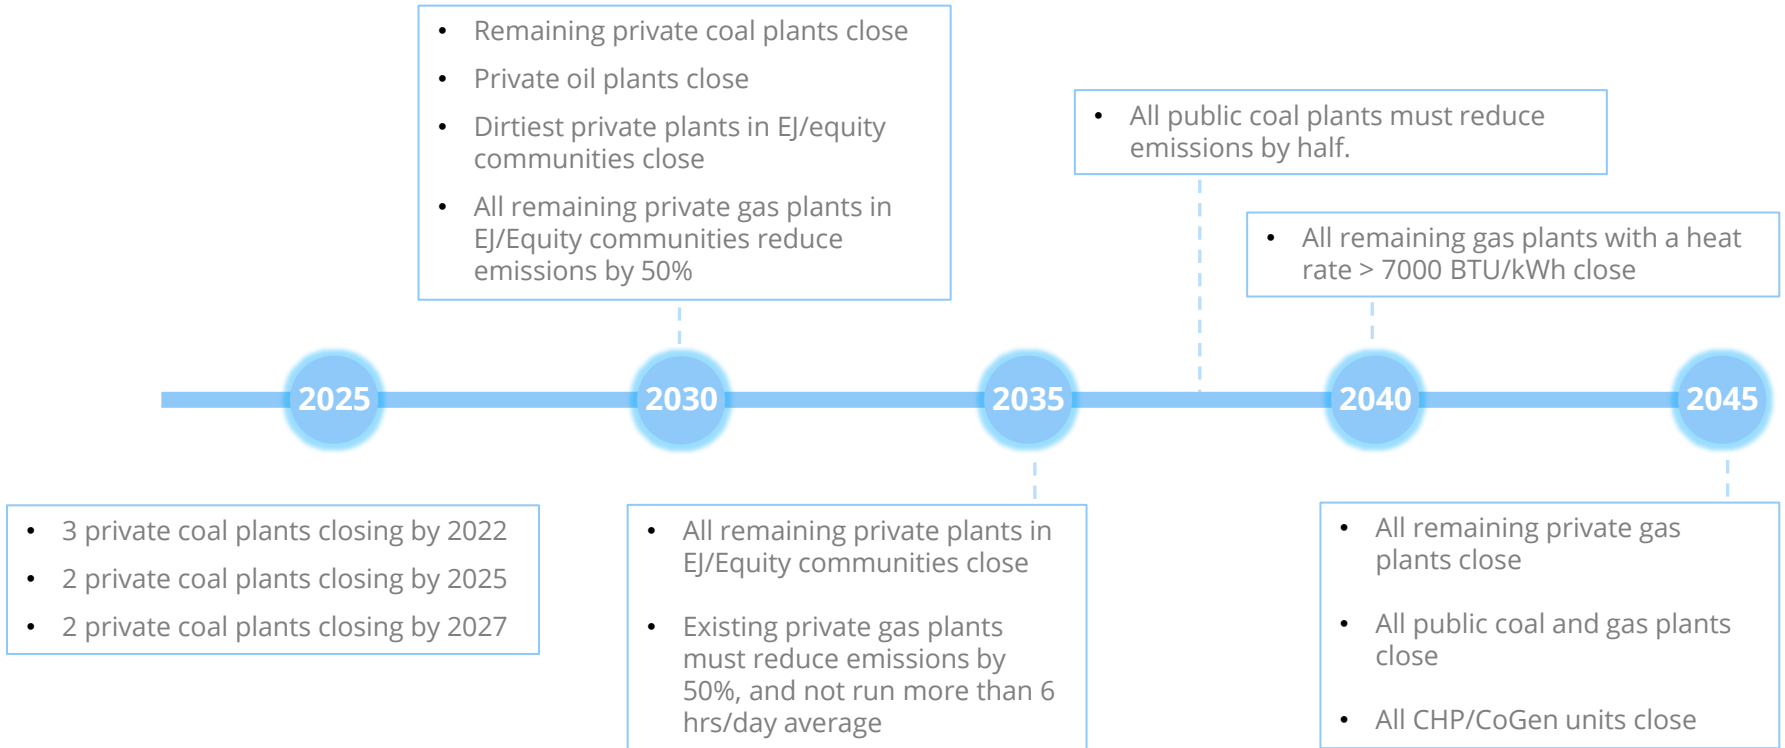 • Remaining private coal plants close
• Private oil plants close
• Dirtiest private plants in EJ/equity
communities close
• All remaining private gas plants in
EJ/Equity communities reduce
emissions by 50%
• All public coal plants must reduce
emissions by half.
• All remaining gas plants with a heat
rate > 7000 BTU/kWh close
2025
2030
2035
2040
2045
• 3 private coal plants closing by 2022
• 2 private coal plants closing by 2025
• 2 private coal plants closing by 2027
• All remaining private plants in
EJ/Equity communities close
• Existing private gas plants
must reduce emissions by
50%, and not run more than 6
hrs/day average
• All remaining private gas
plants close
• All public coal and gas plants
close
• All CHP/CoGen units close